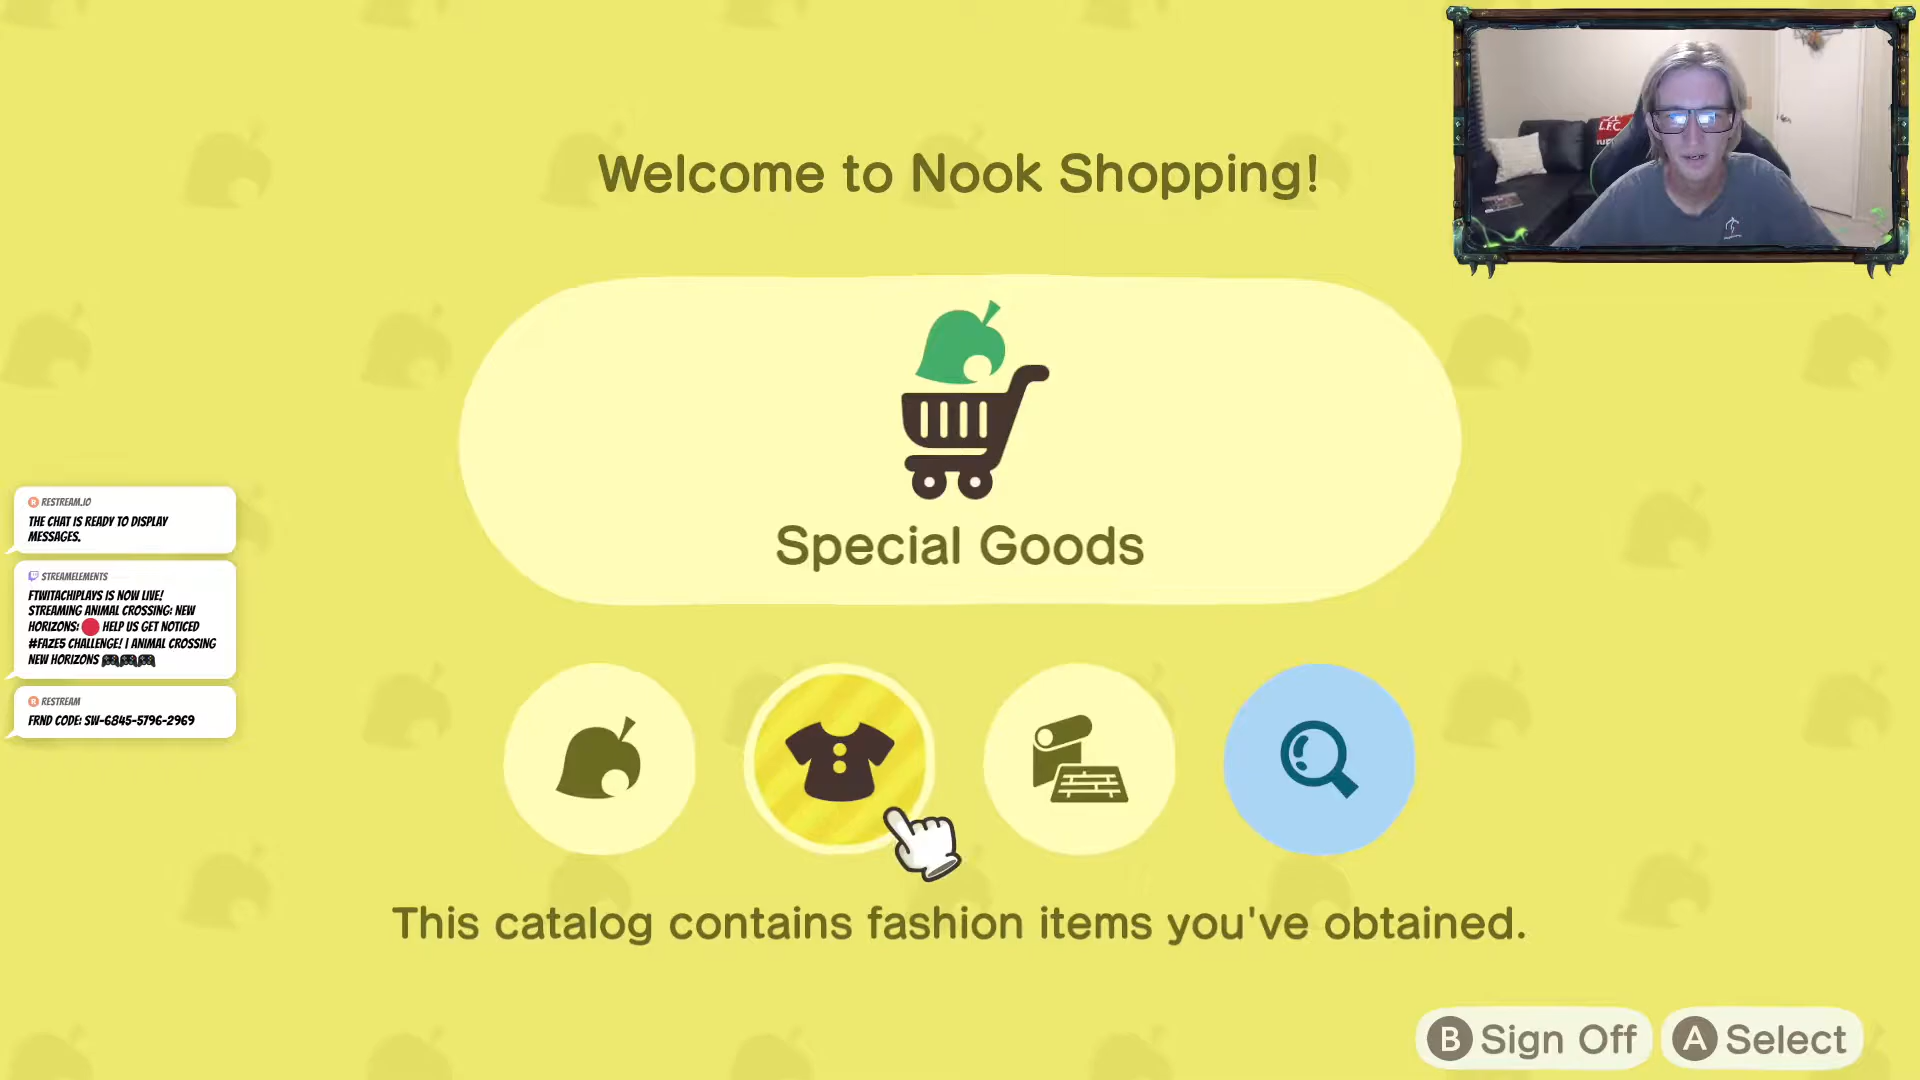 Welcome to Nook Shopping!
L.F.C.
Special Goods
RESTREAM.IO
THE CHAT IS READY TO DISPLAY
MESSAGES.
STREAMELEMENTS
FTWITACHIPLAYS IS NOW LIVE!
STREAMING ANIMAL CROSSING: NEW
HORIZONS: 🔴 HELP US GET NOTICED
#FAZE5 CHALLENGE! | ANIMAL CROSSING
NEW HORIZONS 🎮🎮🎮
RESTREAM
FRND CODE: SW-6845-5796-2969
This catalog contains fashion items you've obtained.
B Sign Off
A Select